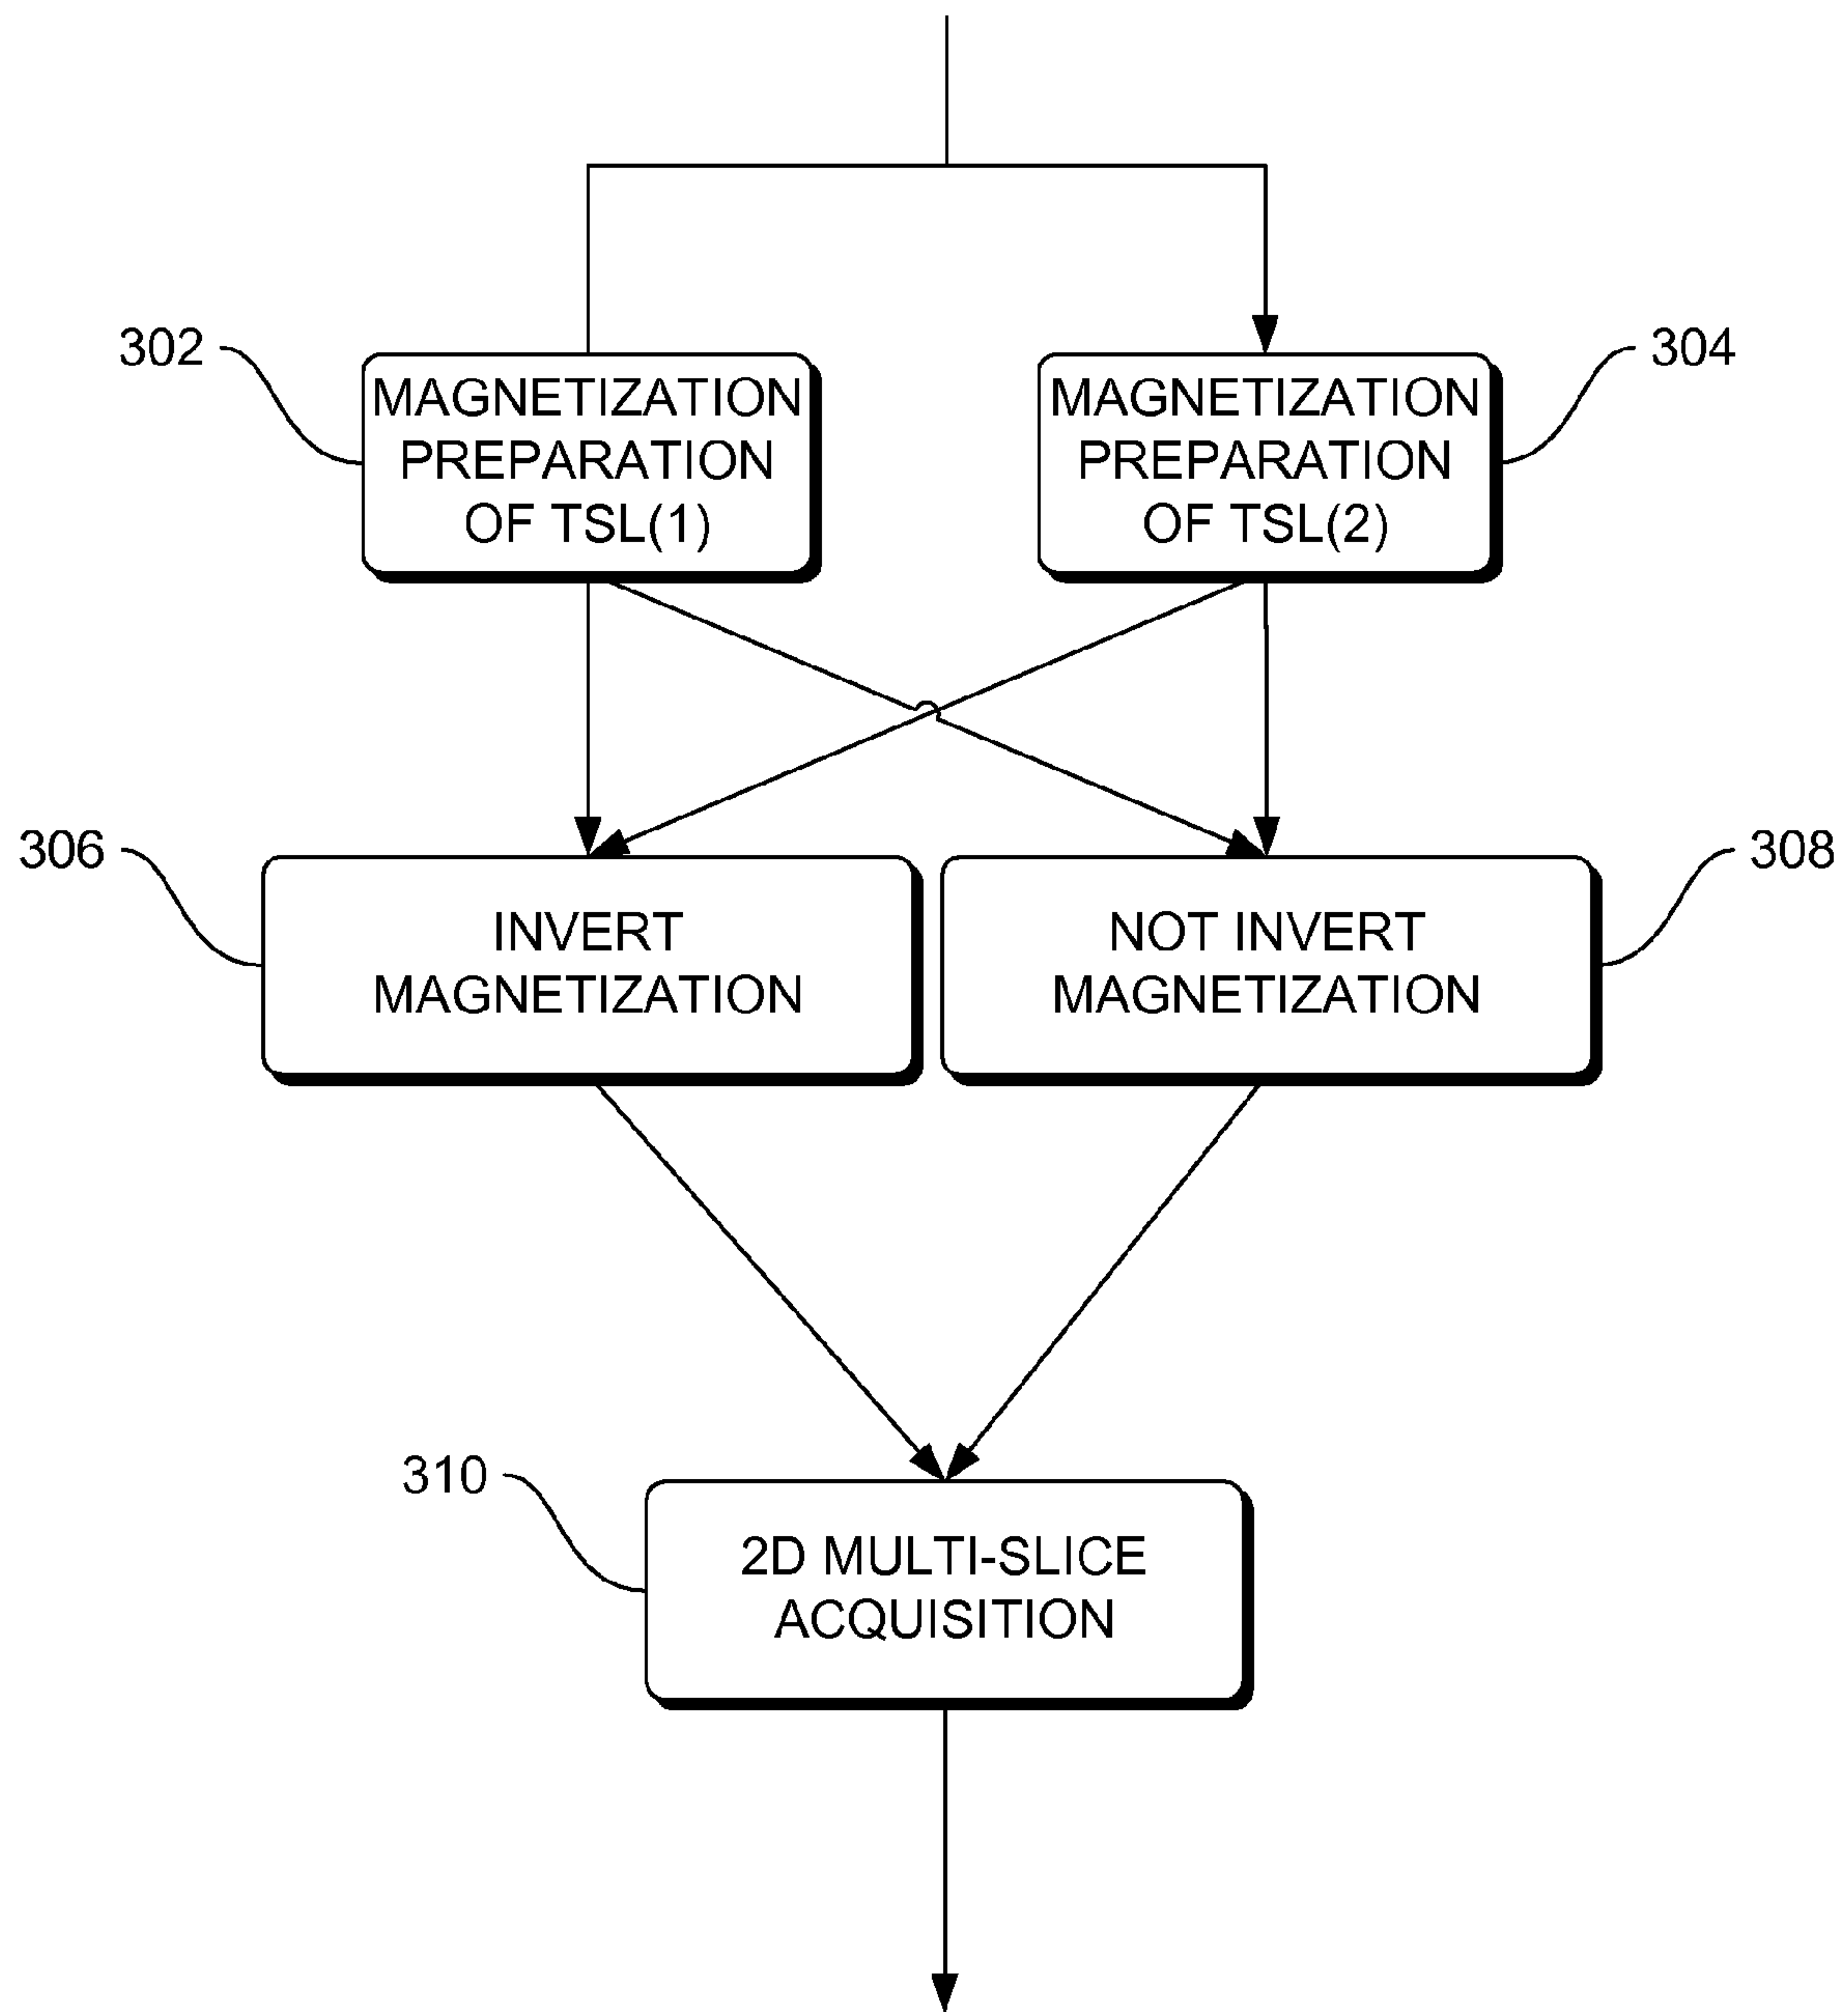 302
MAGNETIZATION
PREPARATION
OF TSL(1)
MAGNETIZATION
PREPARATION
OF TSL(2)
304
306
INVERT
MAGNETIZATION
NOT INVERT
MAGNETIZATION
308
310
2D MULTI-SLICE
ACQUISITION